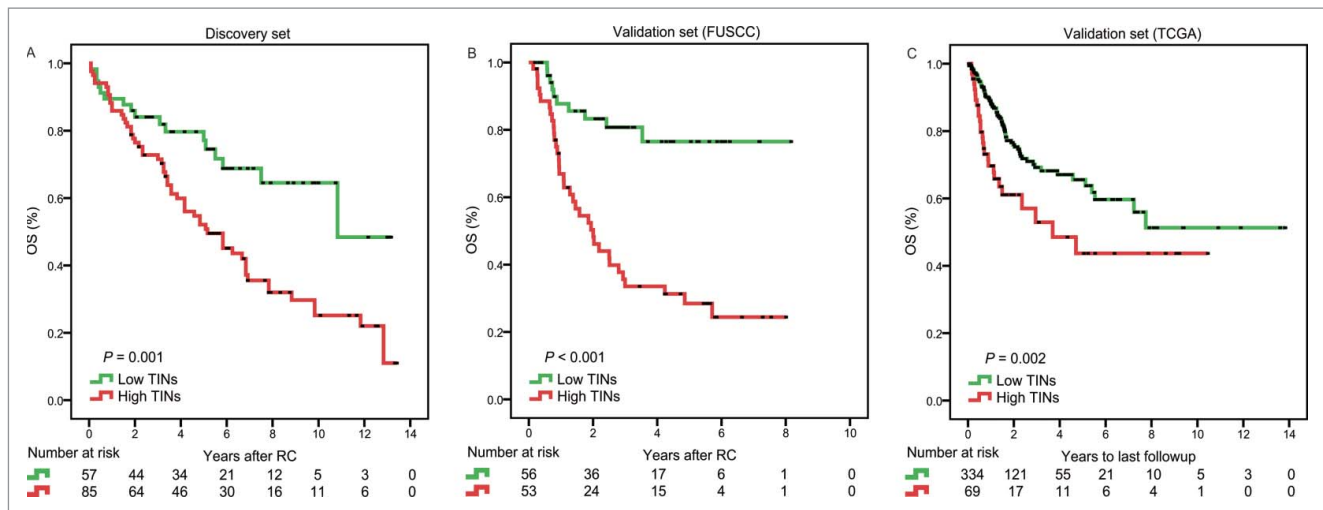 A
Discovery set
OS (%)
1.0
0.8
0.6
0.4
0.2
0.0
P = 0.001
Low TINs
High TINs
0 2 4 6 8 10 12 14
Number at risk
Years after RC
57 44 34 21 12 5 3 0
85 64 46 30 16 11 6 0
B
Validation set (FUSCC)
OS (%)
1.0
0.8
0.6
0.4
0.2
0.0
P < 0.001
Low TINs
High TINs
0 2 4 6 8 10
Number at risk
Years after RC
56 36 17 6 1 0
53 24 15 4 1 0
C
Validation set (TCGA)
OS (%)
1.0
0.8
0.6
0.4
0.2
0.0
P = 0.002
Low TINs
High TINs
0 2 4 6 8 10 12 14
Number at risk
Years to last followup
334 121 55 21 10 5 3 0
69 17 11 6 4 1 0 0